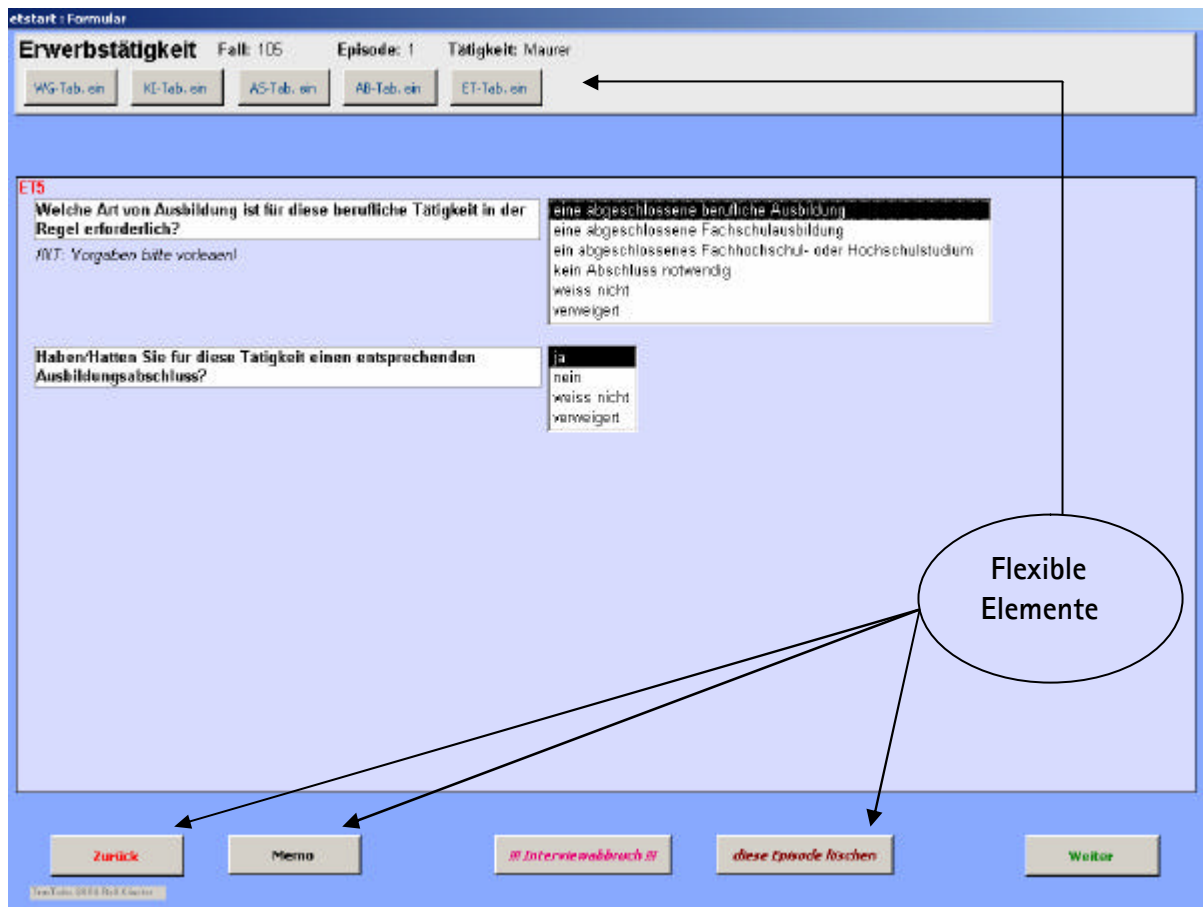 etstart : Formular
Erwerbstätigkeit Fall: 105 Episode: 1 Tätigkeit: Maurer
WG-Tab. ein KI-Tab. ein AS-Tab. ein AB-Tab. ein ET-Tab. ein
ET5
Welche Art von Ausbildung ist für diese berufliche Tätigkeit in der
Regel erforderlich?
INT: Vorgaben bitte vorlesen!
eine abgeschlossene berufliche Ausbildung
eine abgeschlossene Fachschulausbildung
ein abgeschlossenes Fachhochschul- oder Hochschulstudium
kein Abschluss notwendig
weiss nicht
verweigert
Haben/Hatten Sie für diese Tätigkeit einen entsprechenden
Ausbildungsabschluss?
ja
nein
weiss nicht
verweigert
Flexible
Elemente
Zurück Memo !!! Interviewabbruch !!! diese Episode löschen Weiter